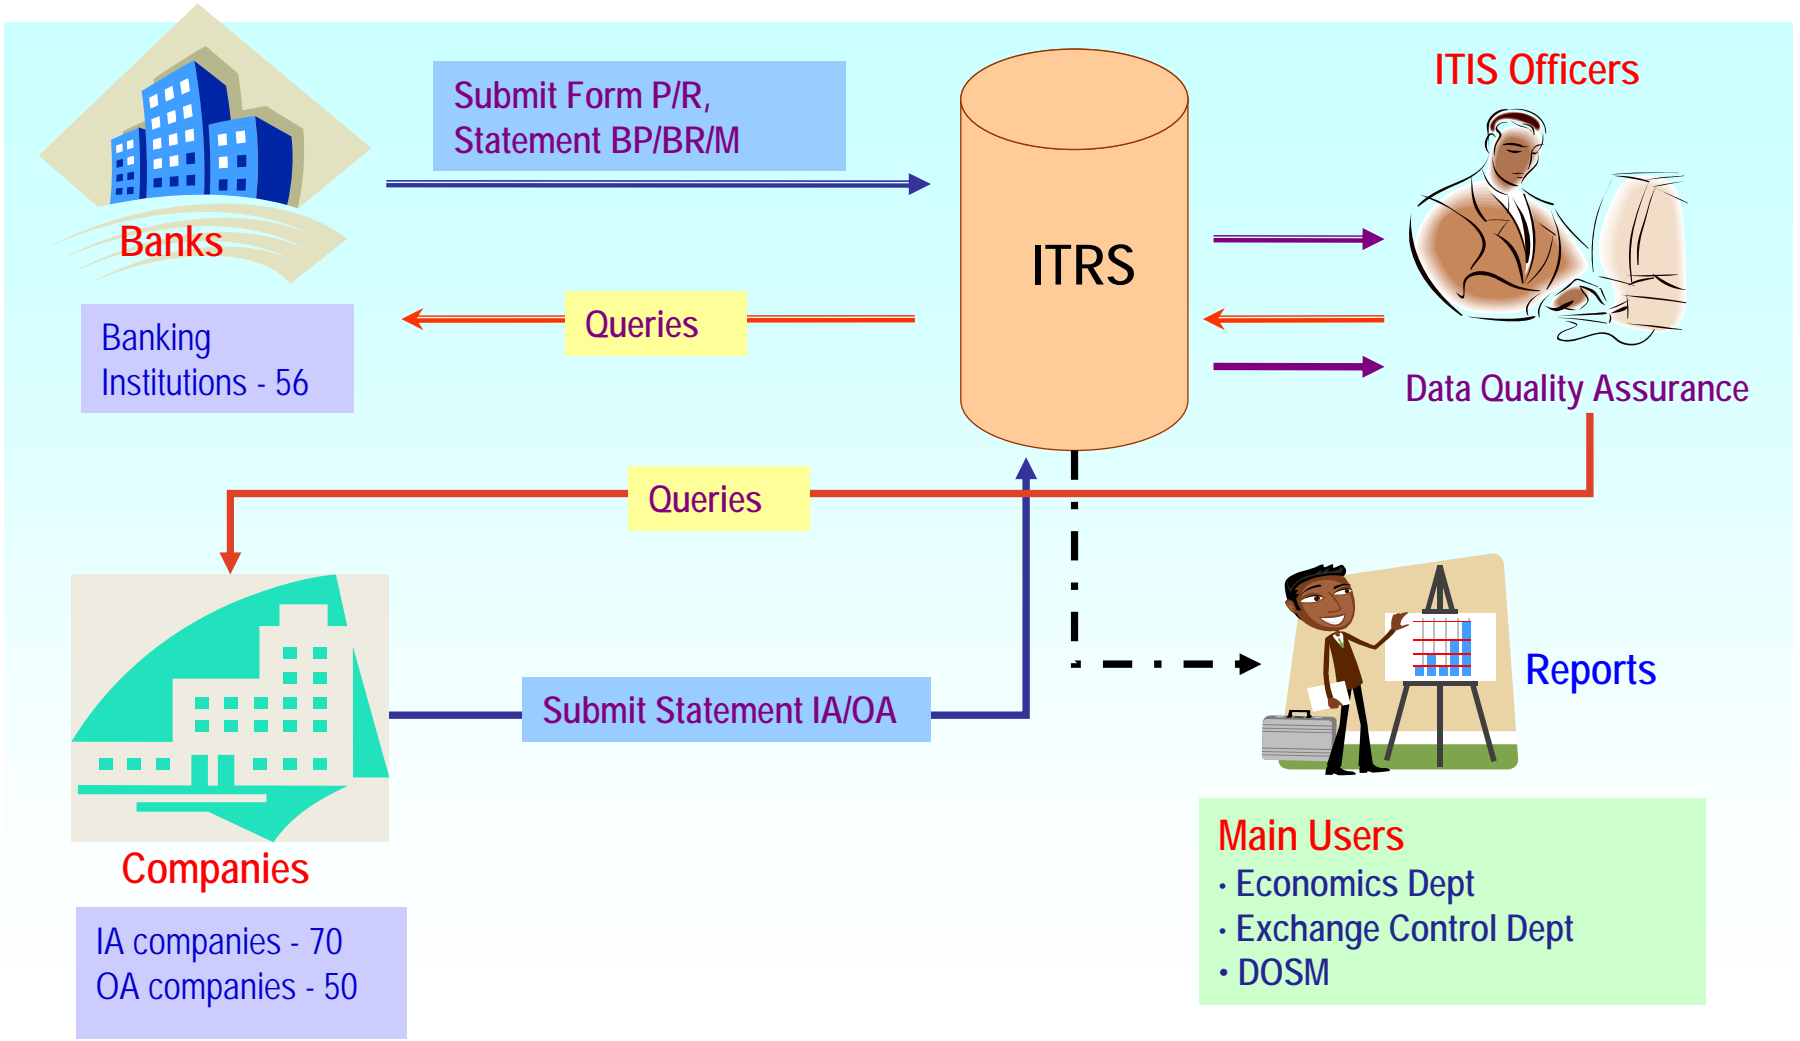 Submit Form P/R,
Statement BP/BR/M
ITIS Officers
Banks
ITRS
Banking
Institutions - 56
Queries
Data Quality Assurance
Queries
Submit Statement IA/OA
Reports
Companies
IA companies - 70
OA companies - 50
Main Users
· Economics Dept
· Exchange Control Dept
• DOSM